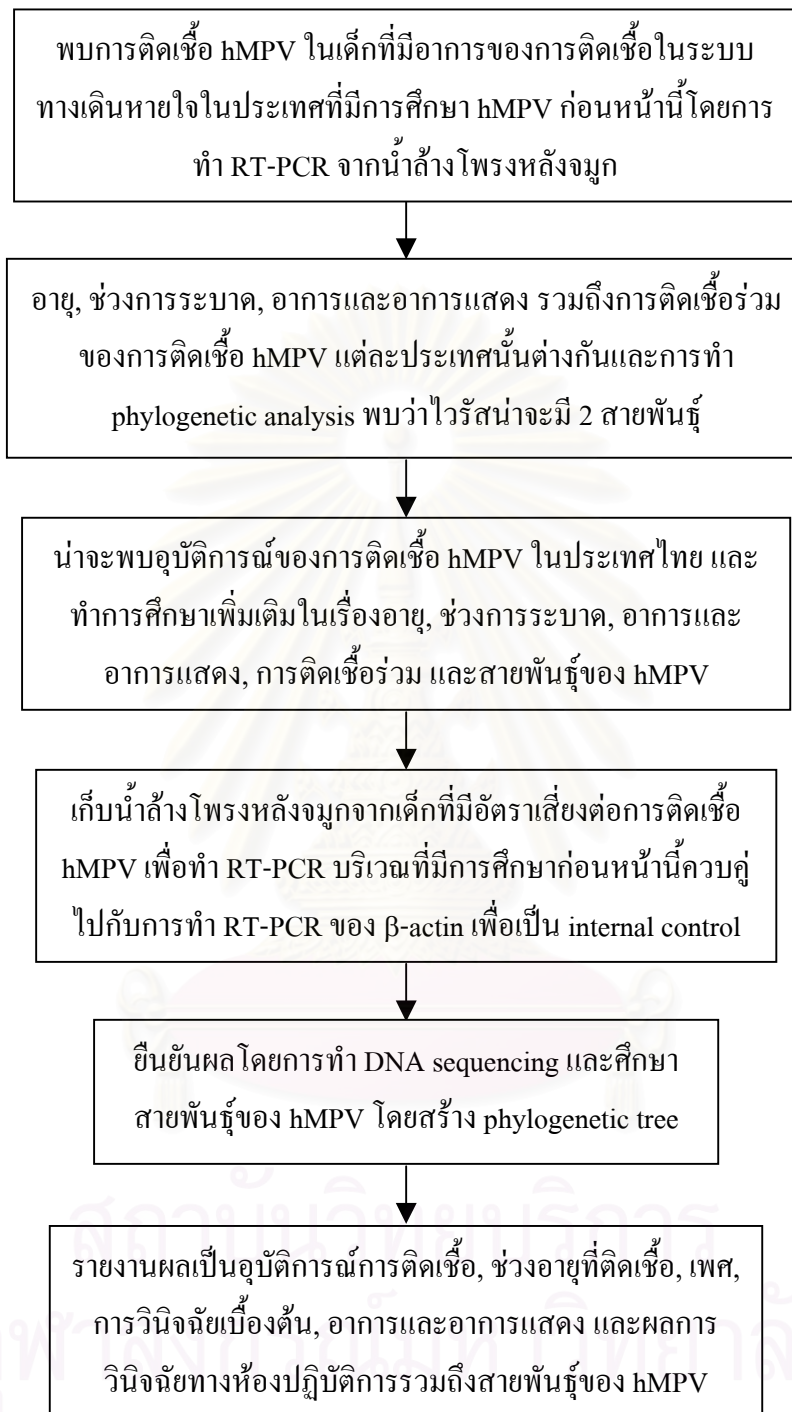 พบการติดเชื้อ hMPV ในเด็กที่มีอาการของการติดเชื้อในระบบ
ทางเดินหายใจในประเทศที่มีการศึกษา hMPV ก่อนหน้านี้โดยการ
ทำ RT-PCR จากน้ำล้างโพรงหลังจมูก
อายุ, ช่วงการระบาด, อาการและอาการแสดง รวมถึงการติดเชื้อร่วม
ของการติดเชื้อ hMPV แต่ละประเทศนั้นต่างกันและการทำ
phylogenetic analysis พบว่าไวรัสน่าจะมี 2 สายพันธุ์
น่าจะพบอุบัติการณ์ของการติดเชื้อ hMPV ในประเทศไทย และ
ทำการศึกษาเพิ่มเติมในเรื่องอายุ, ช่วงการระบาด, อาการและ
อาการแสดง, การติดเชื้อร่วม และสายพันธุ์ของ hMPV
เก็บน้ำล้างโพรงหลังจมูกจากเด็กที่มีอัตราเสี่ยงต่อการติดเชื้อ
hMPV เพื่อทำ RT-PCR บริเวณที่มีการศึกษาก่อนหน้านี้ควบคู่
ไปกับการทำ RT-PCR ของ β-actin เพื่อเป็น internal control
ยืนยันผลโดยการทำ DNA sequencing และศึกษา
สายพันธุ์ของ hMPV โดยสร้าง phylogenetic tree
สถาบันวิทยบริการ
รายงานผลเป็นอุบัติการณ์การติดเชื้อ, ช่วงอายุที่ติดเชื้อ, เพศ,
การวินิจฉัยเบื้องต้น, อาการและอาการแสดง และผลการ
วินิจฉัยทางห้องปฏิบัติการรวมถึงสายพันธุ์ของ hMPV